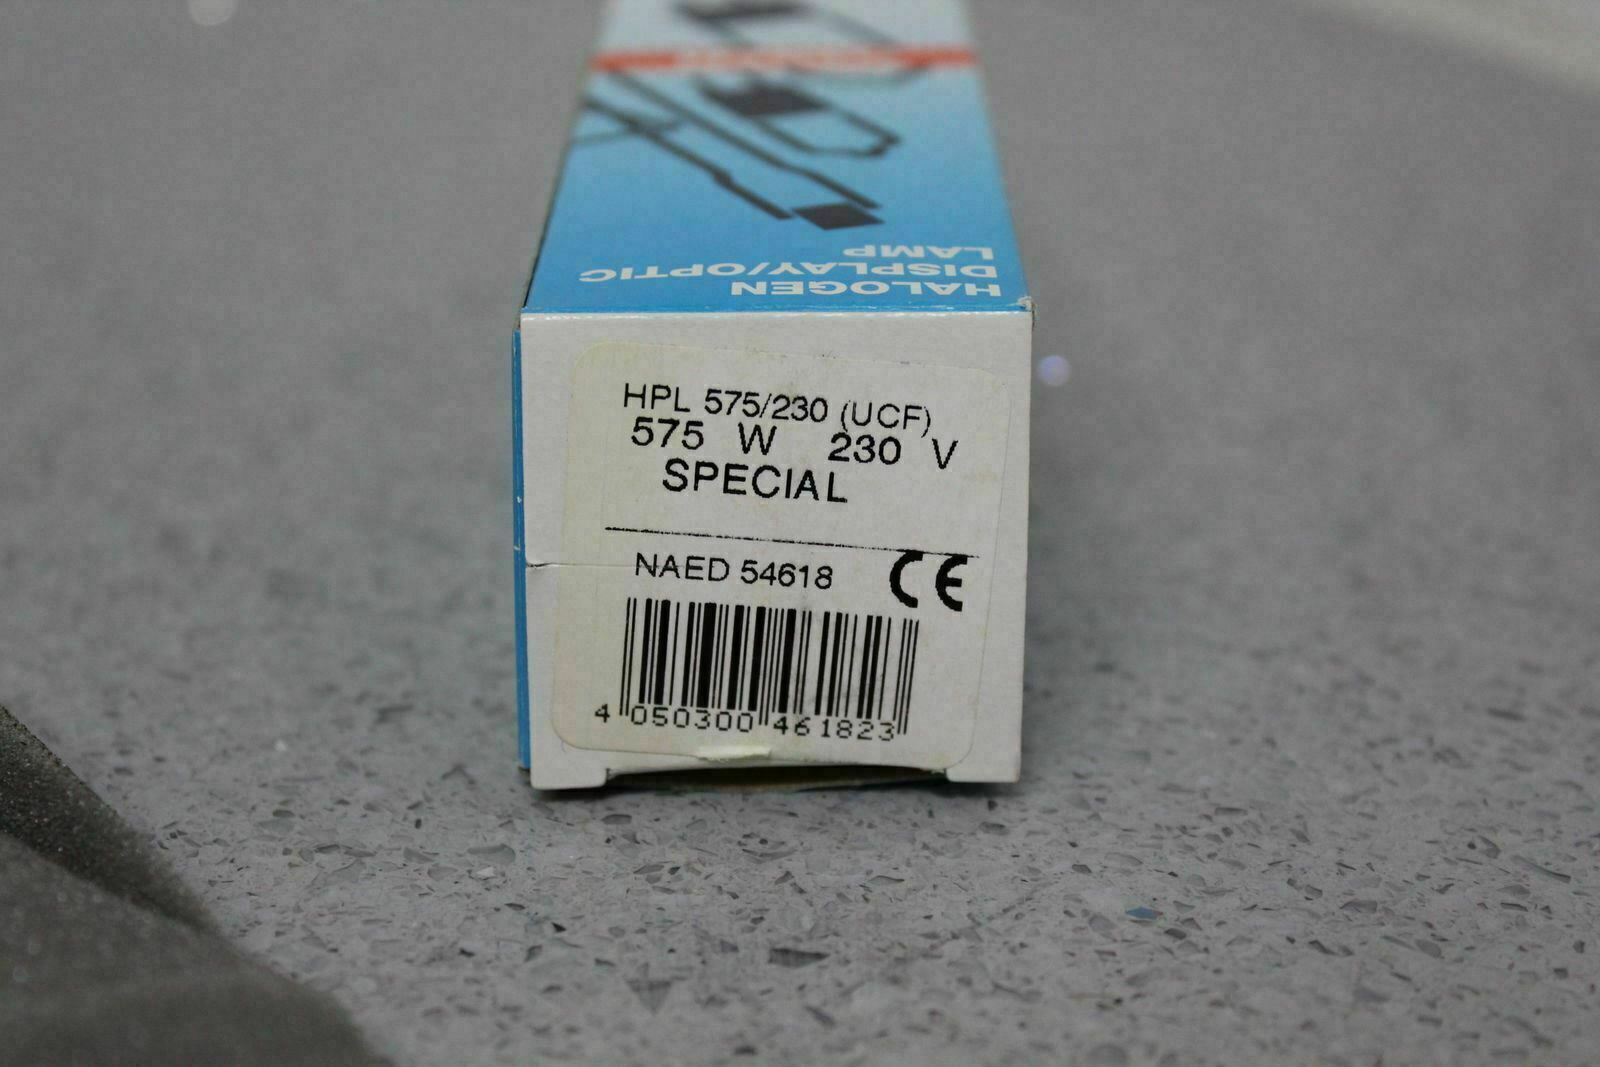 HALOGEN
DISPLAY/OPTIC
LAMP
HPL 575/230 (UCF)
575 W 230 V
SPECIAL
NAED 54618
CE
4 050300 461823